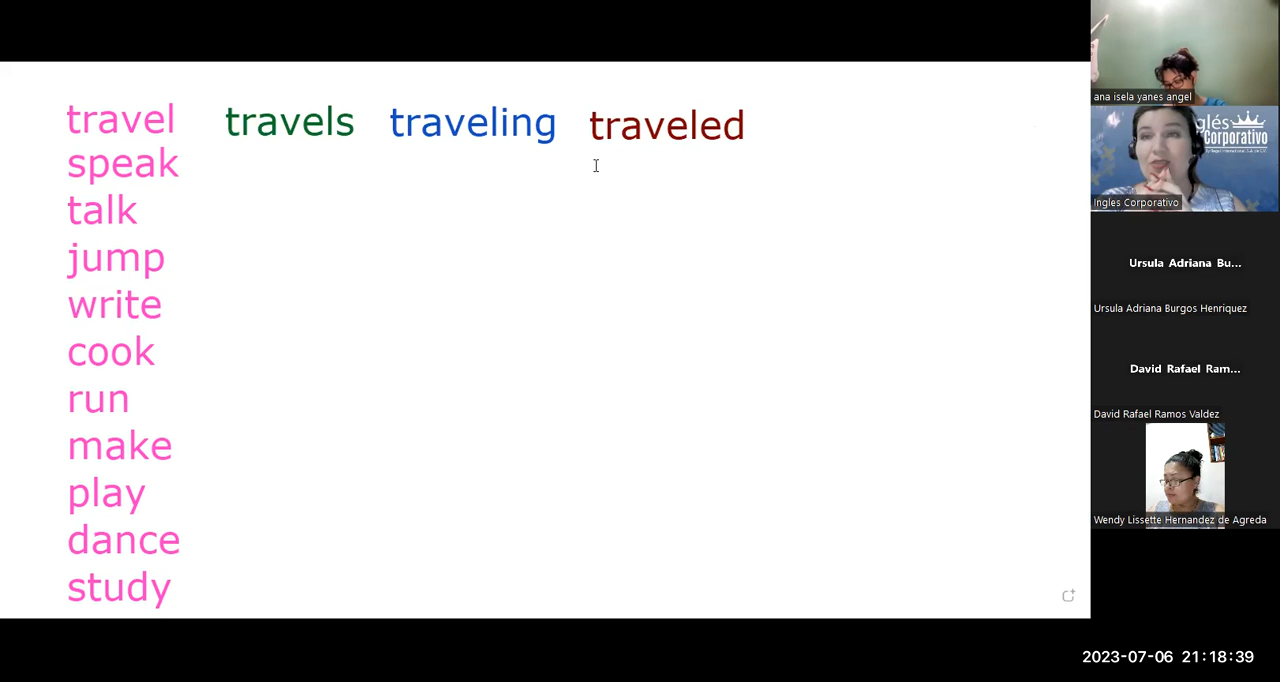 travel travels traveling traveled
speak
talk
jump
write
cook
run
make
play
dance
study
ana isela yanes angel
glés
Corporativo
Ingles Corporativo
Ursula Adriana Bu...
Ursula Adriana Burgos Henriquez
David Rafael Ram...
David Rafael Ramos Valdez
Wendy Lissette Hernandez de Agreda
2023-07-06 21:18:39